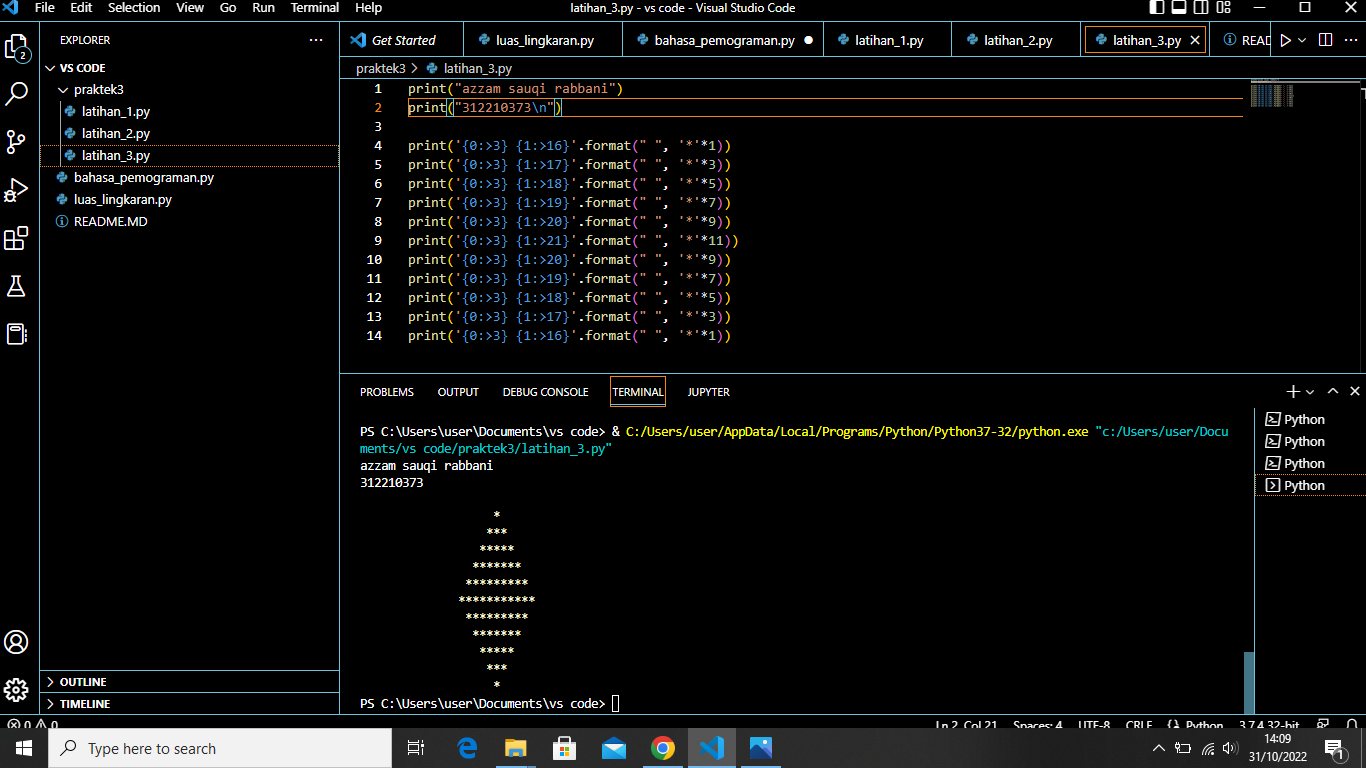 File Edit Selection View Go Run Terminal Help latihan_3.py - vs code - Visual Studio Code
2
EXPLORER ···
VS CODE
praktek3
latihan_1.py
latihan_2.py
latihan_3.py
bahasa_pemograman.py
luas_lingkaran.py
README.MD
OUTLINE
TIMELINE
Get Started luas_lingkaran.py bahasa_pemograman.py latihan_1.py latihan_2.py latihan_3.py READ
praktek3 > latihan_3.py
1 print("azzam sauqi rabbani")
2 print("312210373\n")
3
4 print('{0:>3} {1:>16}'.format(" ", '*'*1))
5 print('{0:>3} {1:>17}'.format(" ", '*'*3))
6 print('{0:>3} {1:>18}'.format(" ", '*'*5))
7 print('{0:>3} {1:>19}'.format(" ", '*'*7))
8 print('{0:>3} {1:>20}'.format(" ", '*'*9))
9 print('{0:>3} {1:>21}'.format(" ", '*'*11))
10 print('{0:>3} {1:>20}'.format(" ", '*'*9))
11 print('{0:>3} {1:>19}'.format(" ", '*'*7))
12 print('{0:>3} {1:>18}'.format(" ", '*'*5))
13 print('{0:>3} {1:>17}'.format(" ", '*'*3))
14 print('{0:>3} {1:>16}'.format(" ", '*'*1))
PROBLEMS OUTPUT DEBUG CONSOLE TERMINAL JUPYTER
PS C:\Users\user\Documents\vs code> & C:/Users/user/AppData/Local/Programs/Python/Python37-32/python.exe "c:/Users/user/Docu
ments/vs code/praktek3/latihan_3.py"
azzam sauqi rabbani
312210373
*
***
*****
*******
*********
***********
*********
*******
*****
***
*
PS C:\Users\user\Documents\vs code>
Python
Python
Python
Python
0 0 Ln 2, Col 21 Spaces: 4 UTF-8 CRLF {} Python 3.7.4 32-bit
Type here to search
14:09
31/10/2022
1